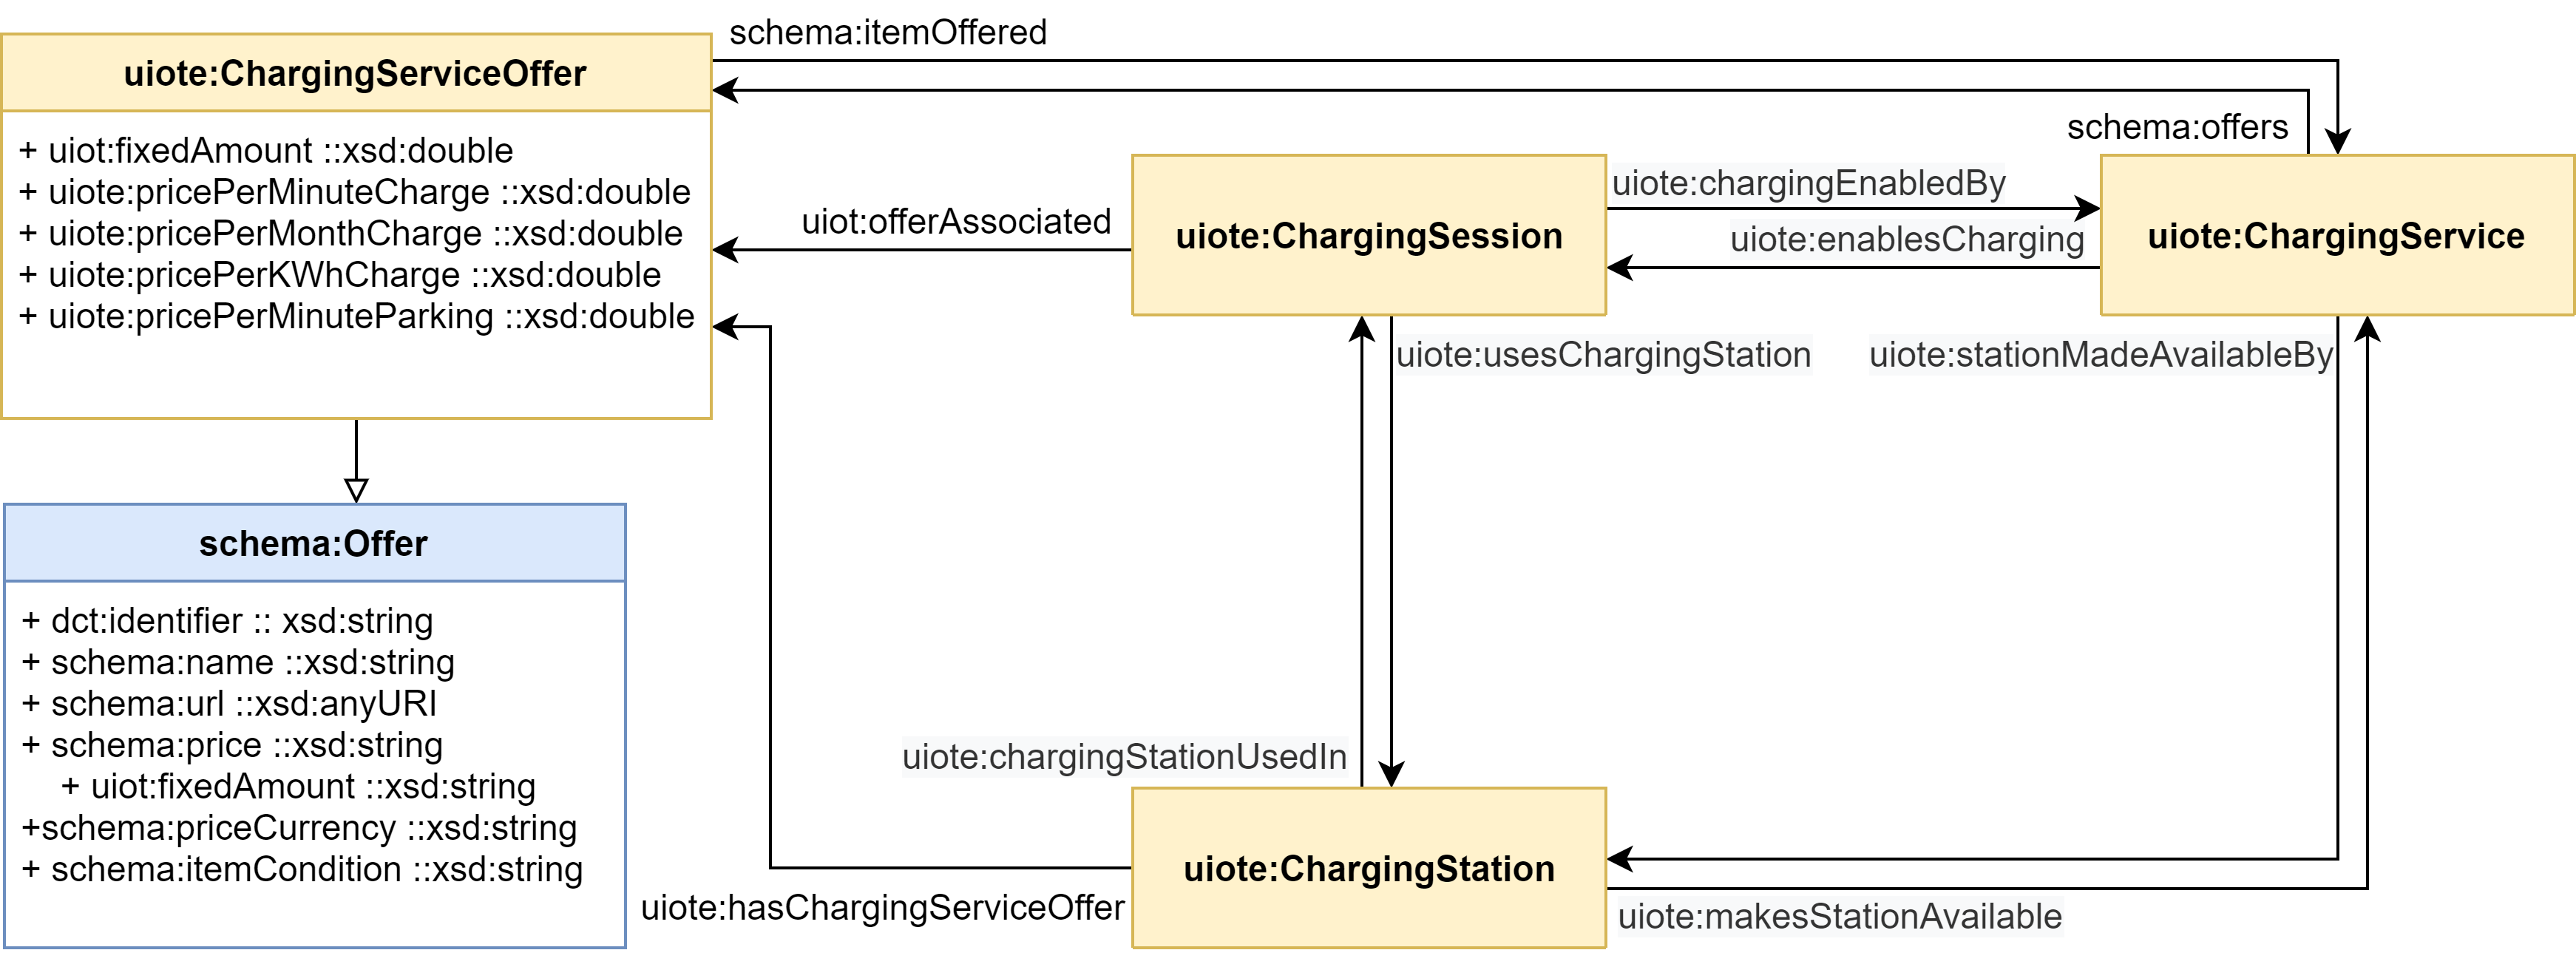 schema:itemOffered
uiote:ChargingServiceOffer
+ uiot:fixedAmount ::xsd:double
+ uiote:pricePerMinuteCharge ::xsd:double
+ uiote:pricePerMonthCharge ::xsd:double
+ uiote:pricePerKWhCharge ::xsd:double
+ uiote:pricePerMinuteParking ::xsd:double
schema:offers
uiote:chargingEnabledBy
uiot:offerAssociated
uiote:ChargingSession
uiote:enablesCharging
uiote:ChargingService
uiote:usesChargingStation
uiote:stationMadeAvailableBy
schema:Offer
+ dct:identifier :: xsd:string
+ schema:name ::xsd:string
+ schema:url ::xsd:anyURI
+ schema:price ::xsd:string
+ uiot:fixedAmount ::xsd:string
+schema:priceCurrency ::xsd:string
+ schema:itemCondition ::xsd:string
uiote:chargingStationUsedIn
uiote:ChargingStation
uiote:hasChargingServiceOffer
uiote:makesStationAvailable